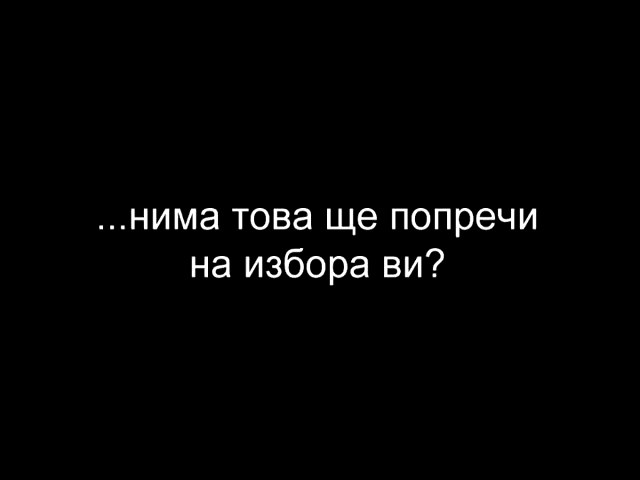 ...нима това ще попречи
на избора ви?